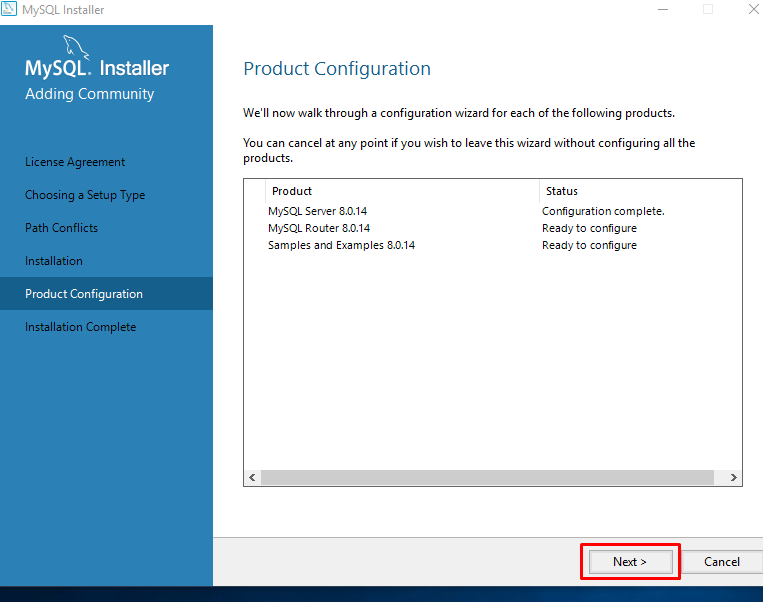 MySQL Installer
MySQL. Installer
Adding Community
License Agreement
Choosing a Setup Type
Path Conflicts
Installation
Product Configuration
Installation Complete
Product Configuration
We'll now walk through a configuration wizard for each of the following products.
You can cancel at any point if you wish to leave this wizard without configuring all the
products.
Product Status
MySQL Server 8.0.14 Configuration complete.
MySQL Router 8.0.14 Ready to configure
Samples and Examples 8.0.14 Ready to configure
Next > Cancel